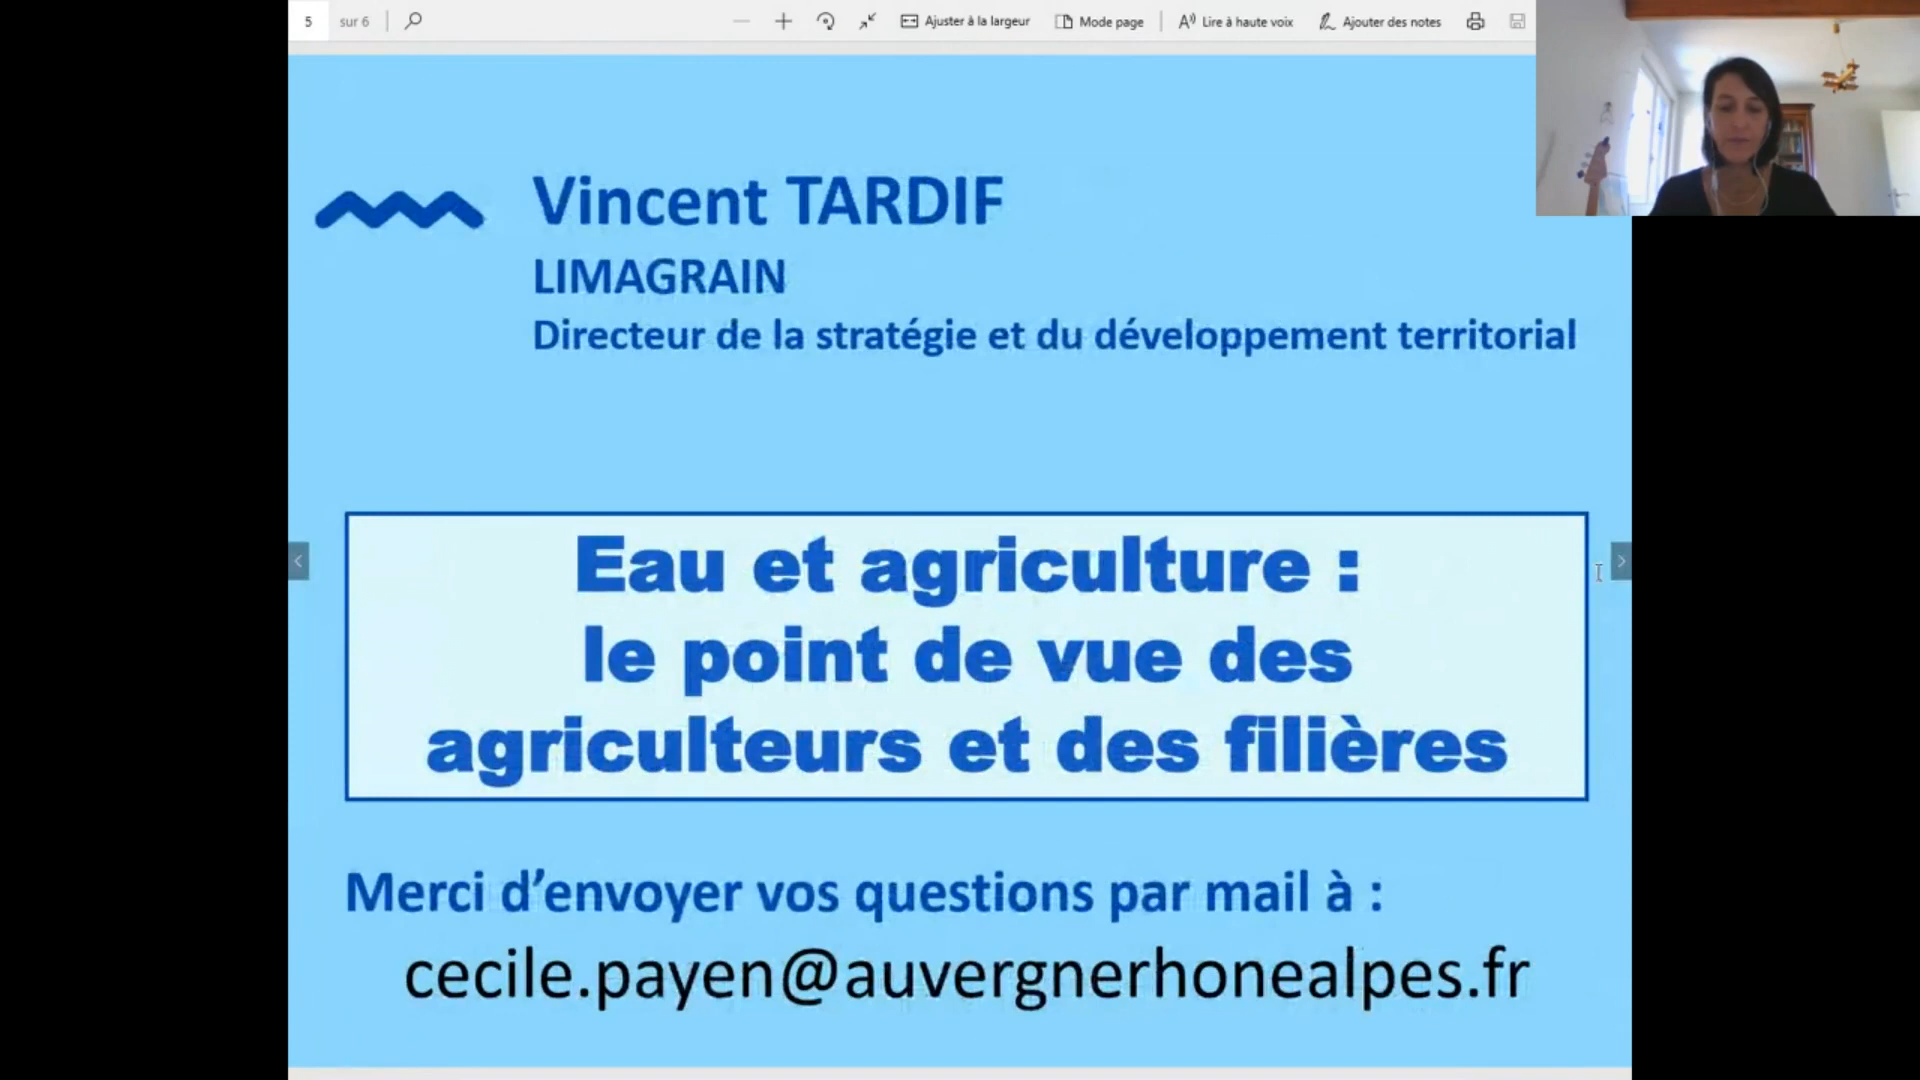 5 sur 6 Ajuster à la largeur Mode page Lire à haute voix Ajouter des notes
Vincent TARDIF
LIMAGRAIN
Directeur de la stratégie et du développement territorial
Eau et agriculture :
le point de vue des
agriculteurs et des filières
Merci d'envoyer vos questions par mail à :
cecile.payen@auvergnerhonealpes.fr